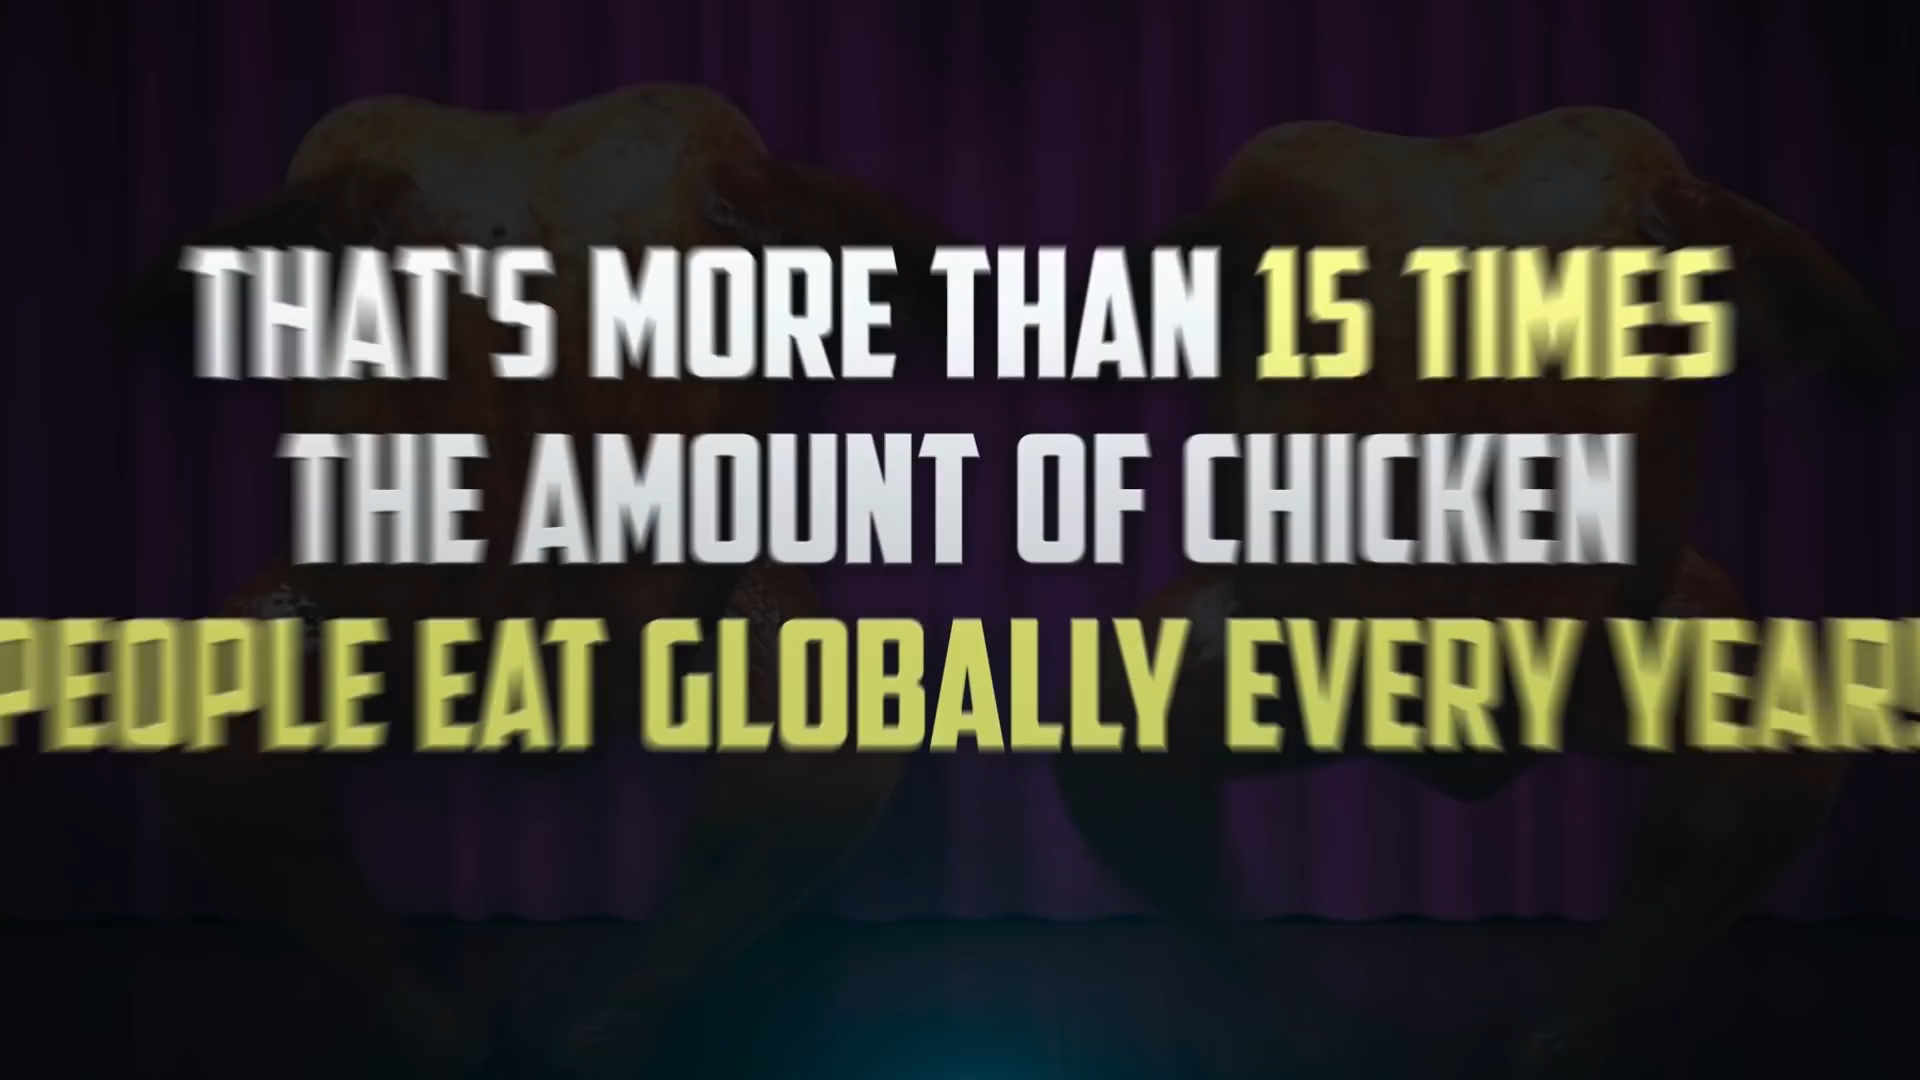 THAT'S MORE THAN 15 TIMES
THE AMOUNT OF CHICKEN
PEOPLE EAT GLOBALLY EVERY YEAR!